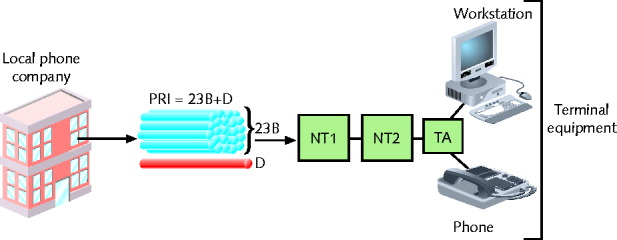 Local phone
company
PRI = 23B+D
23B
D
NT1
NT2
TA
Workstation
Phone
Terminal
equipment